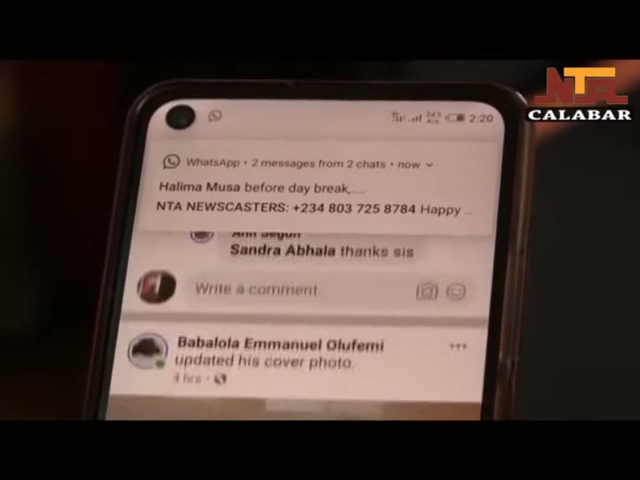 NTA
CALABAR
2:20
WhatsApp • 2 messages from 2 chats • now
Halima Musa before day break,....
NTA NEWSCASTERS: +234 803 725 8784 Happy ...
Sandra Abhala thanks sis
Write a comment
Babalola Emmanuel Olufemi
updated his cover photo.
hrs